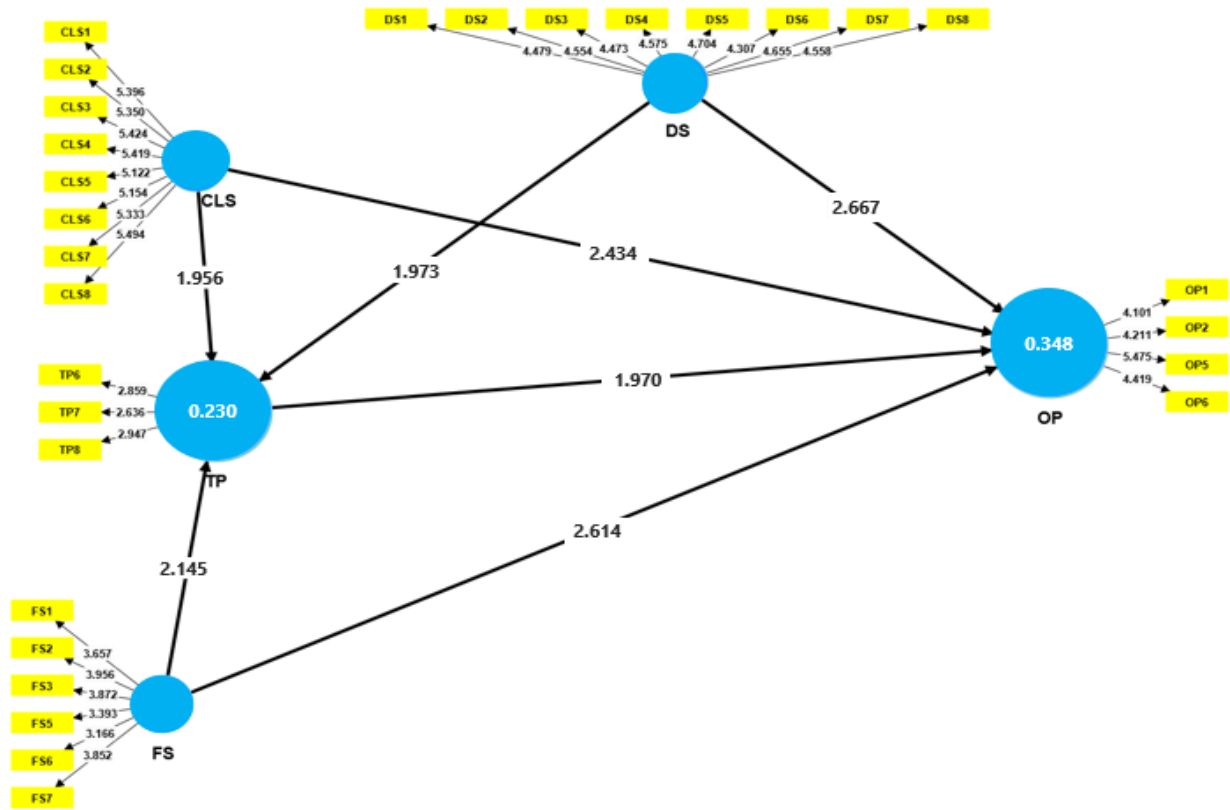 DS1 DS2 DS3 DS4 DS5 DS6 DS7 DS8
4.479 4.554 4.473 4.575 4.704 4.307 4.655 4.558
DS
CLS1
CLS2
CLS3
CLS4
CLS5
CLS6
CLS7
CLS8
5.396
5.350
5.424
5.419
5.122
5.154
5.333
5.494
CLS
1.956
1.973
2.434
2.667
TP6
TP7
TP8
2.859
2.636
2.947
0.230
TP
1.970
0.348
OP
4.101
4.211
5.475
4.419
OP1
OP2
OP5
OP6
2.145
2.614
FS1
FS2
FS3
FS5
FS6
FS7
3.657
3.956
3.872
3.393
3.166
3.852
FS